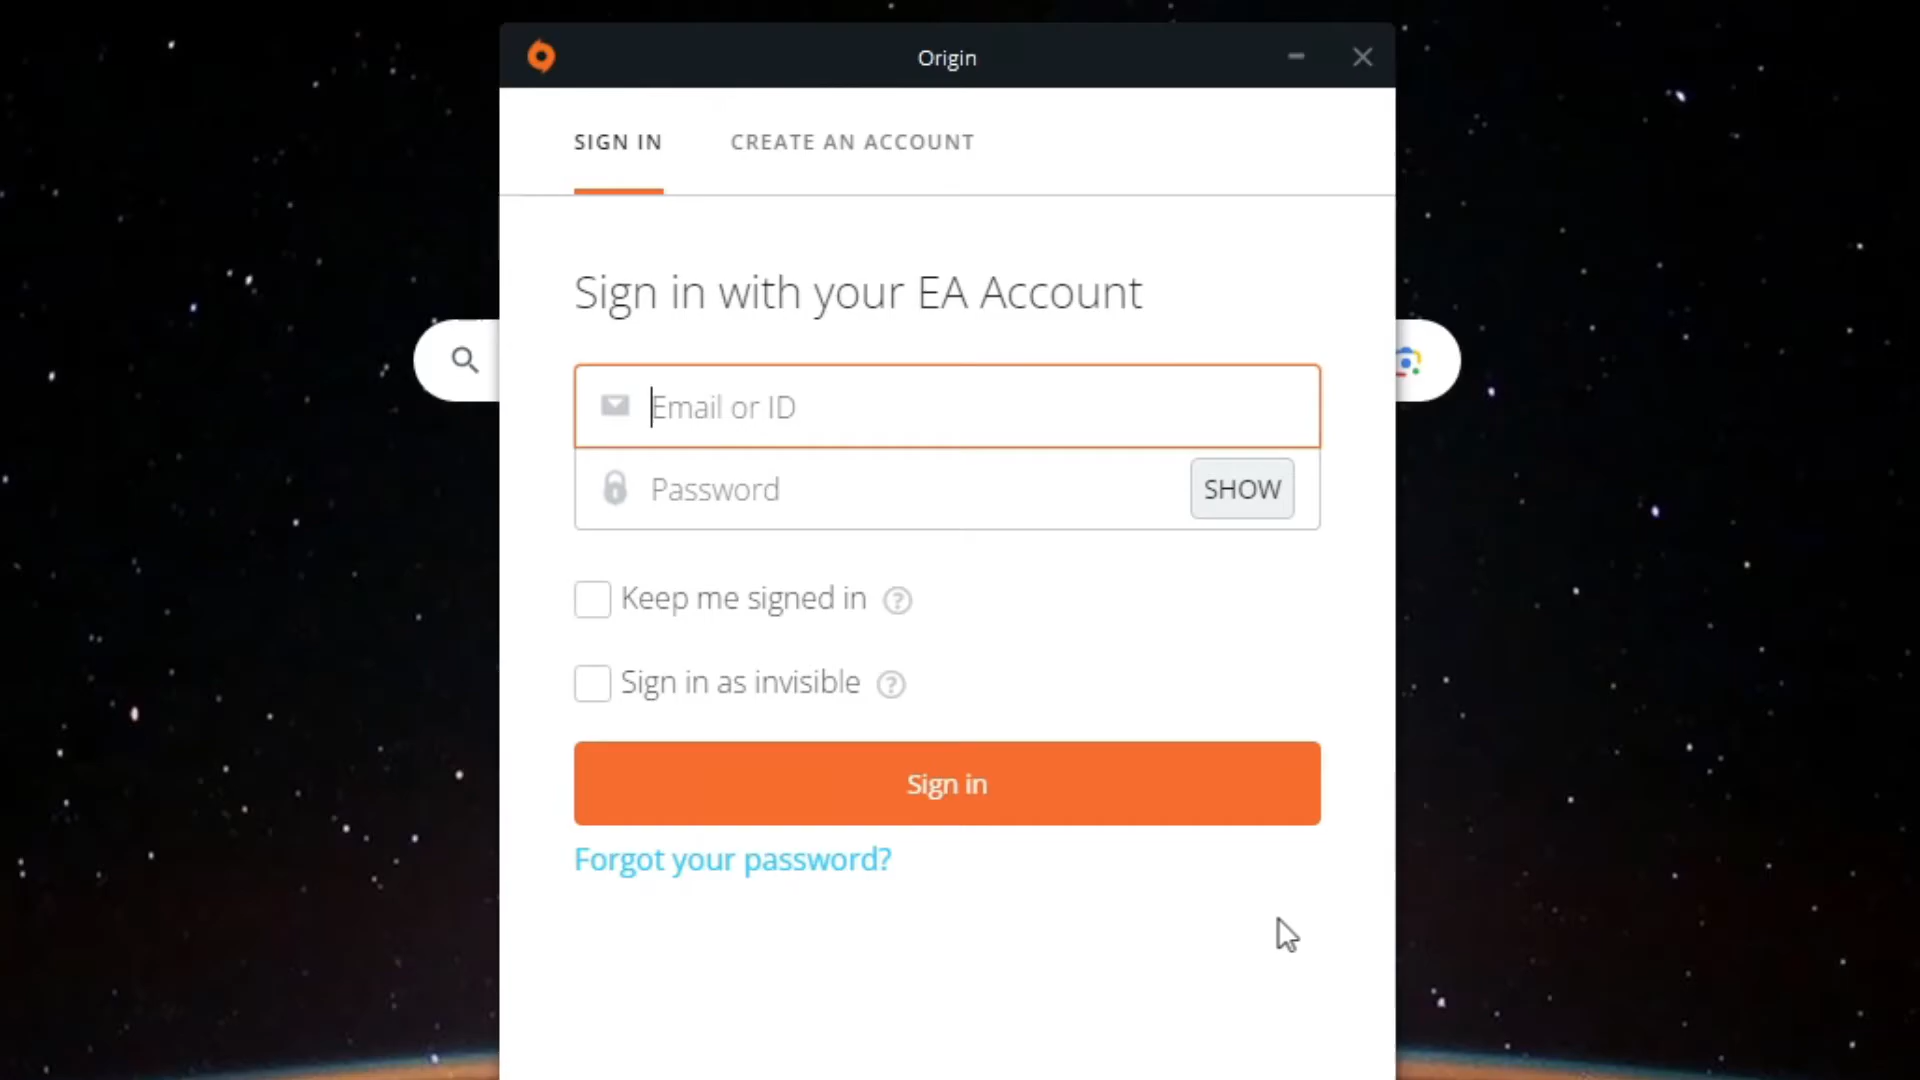 Origin
SIGN IN
CREATE AN ACCOUNT
Sign in with your EA Account
Email or ID
Password
SHOW
Keep me signed in ?
Sign in as invisible ?
Sign in
Forgot your password?